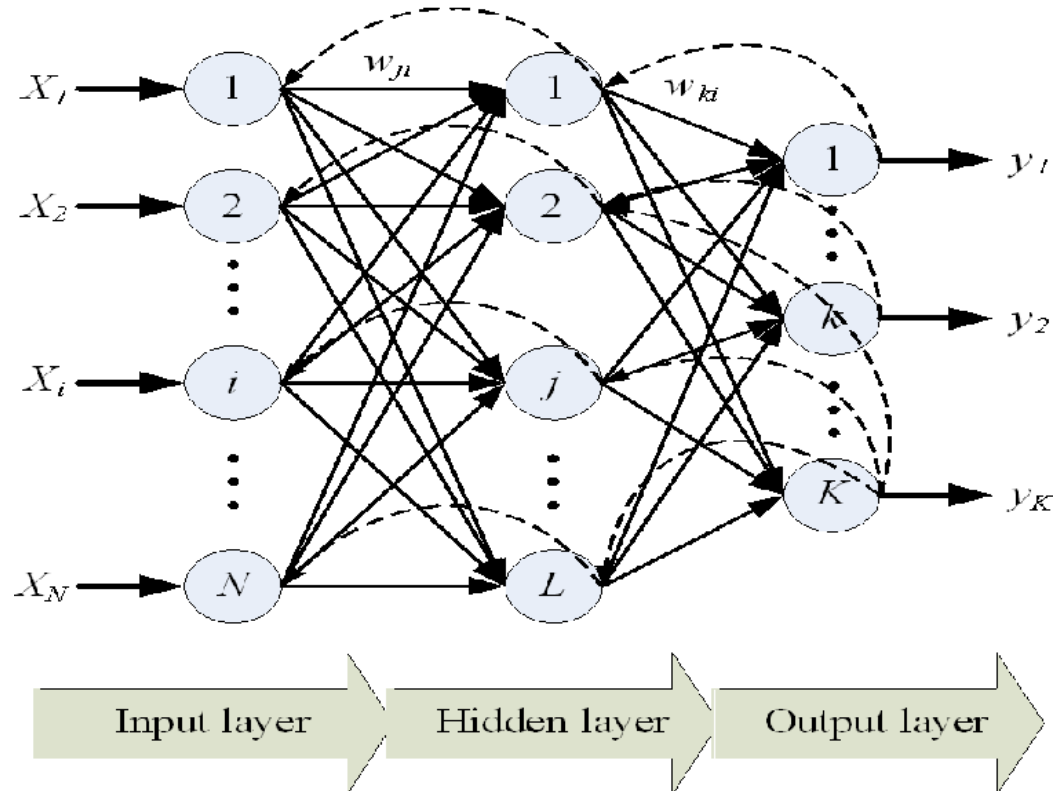 X1 1 wji 1 wki
1 y1
X2 2 2
k y2
Xi i j
K yK
XN N L
Input layer Hidden layer Output layer